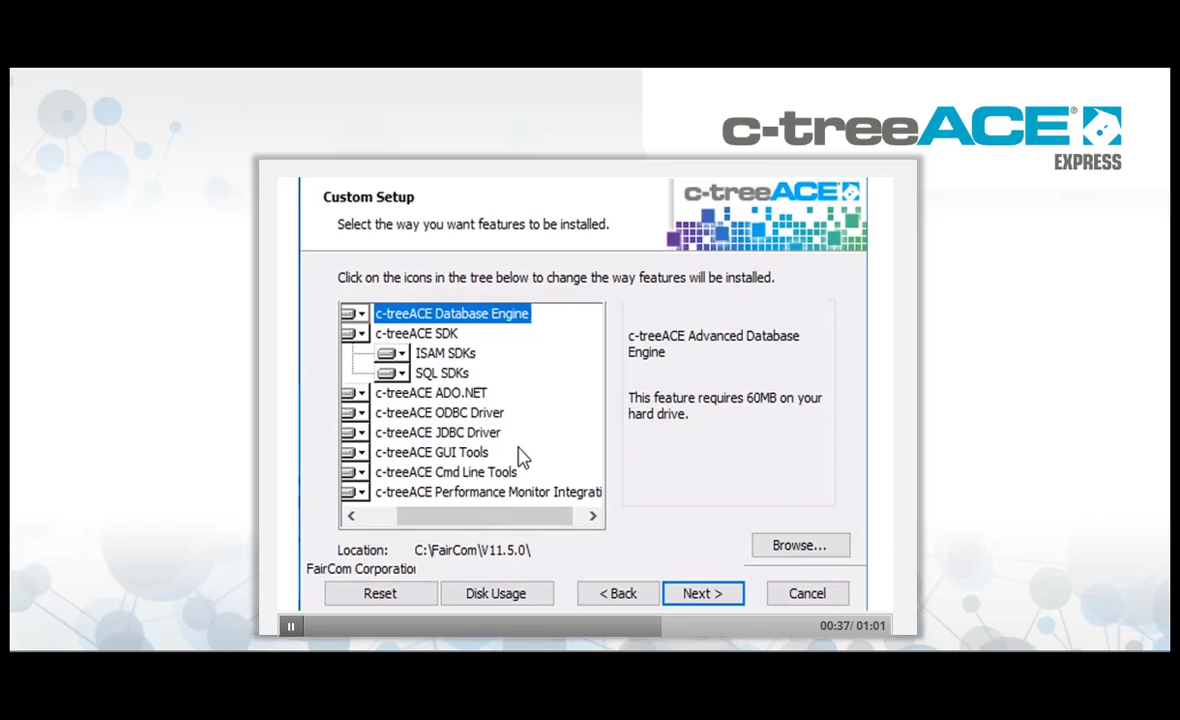 c-treeACE®
EXPRESS
Custom Setup
c-treeACE
Select the way you want features to be installed.
Click on the icons in the tree below to change the way features will be installed.
c-treeACE Database Engine
c-treeACE SDK
ISAM SDKs
SQL SDKs
c-treeACE ADO.NET
c-treeACE ODBC Driver
c-treeACE JDBC Driver
c-treeACE GUI Tools
c-treeACE Cmd Line Tools
c-treeACE Performance Monitor Integrati
c-treeACE Advanced Database
Engine
This feature requires 60MB on your
hard drive.
Location: C:\FairCom\V11.5.0\
Browse...
FairCom Corporation
Reset Disk Usage < Back Next > Cancel
00:37/ 01:01